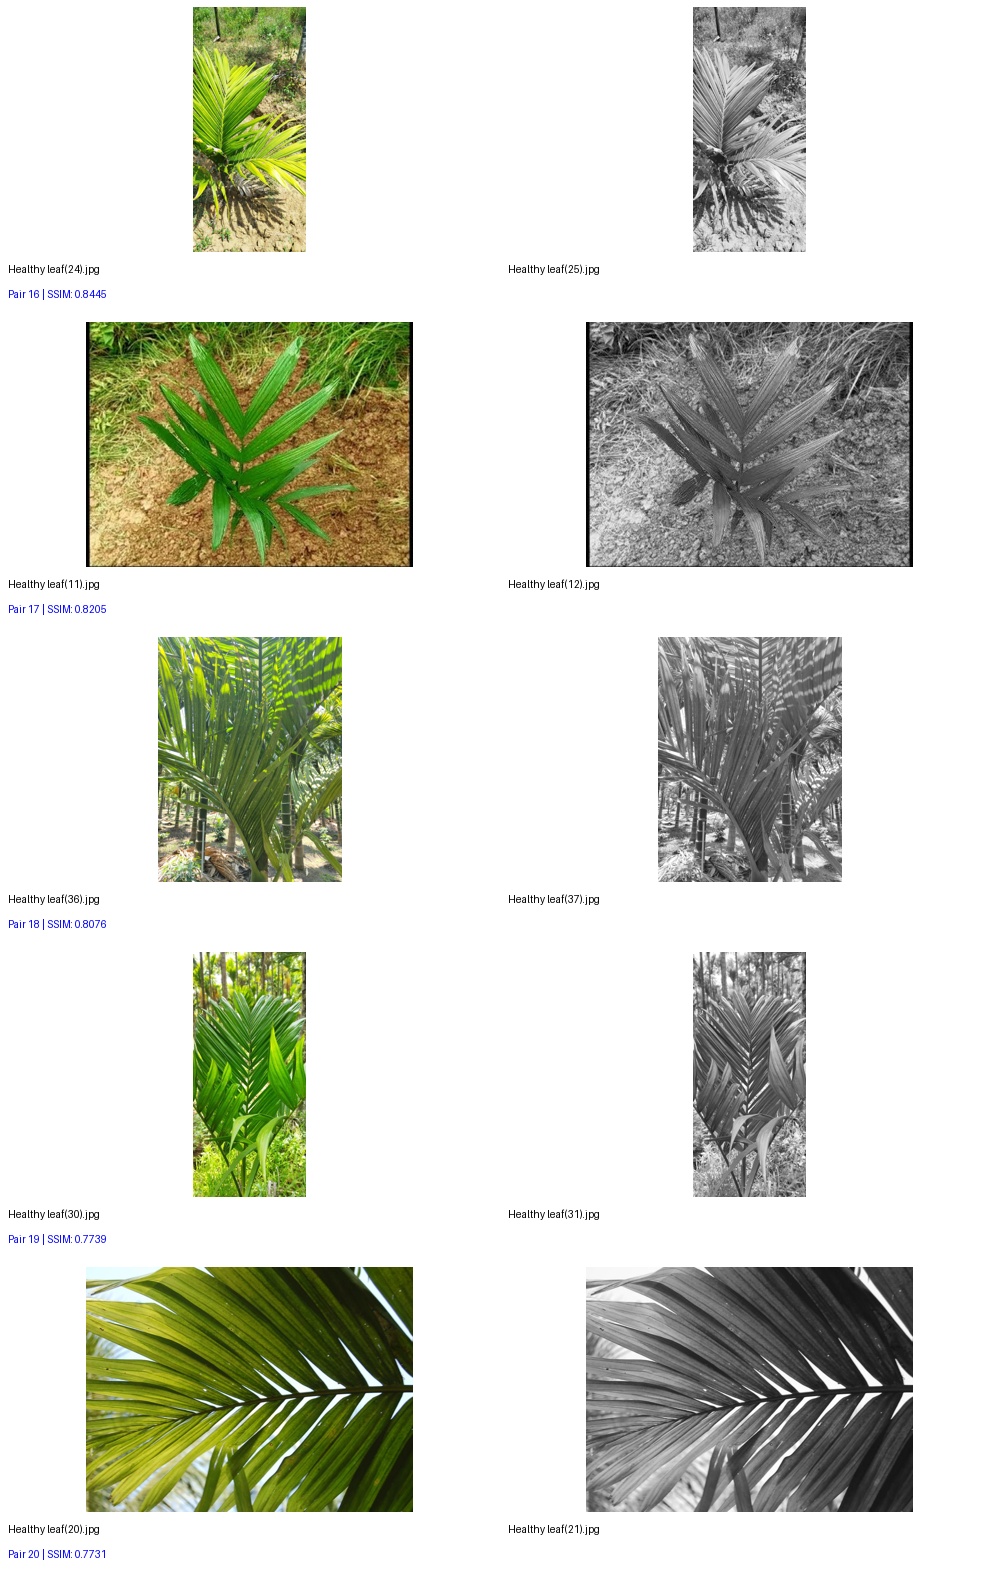 Healthy leaf(24).jpg
Healthy leaf(25).jpg
Pair 16 | SSIM: 0.8445
Healthy leaf(11).jpg
Healthy leaf(12).jpg
Pair 17 | SSIM: 0.8205
Healthy leaf(36).jpg
Healthy leaf(37).jpg
Pair 18 | SSIM: 0.8076
Healthy leaf(30).jpg
Healthy leaf(31).jpg
Pair 19 | SSIM: 0.7739
Healthy leaf(20).jpg
Healthy leaf(21).jpg
Pair 20 | SSIM: 0.7731